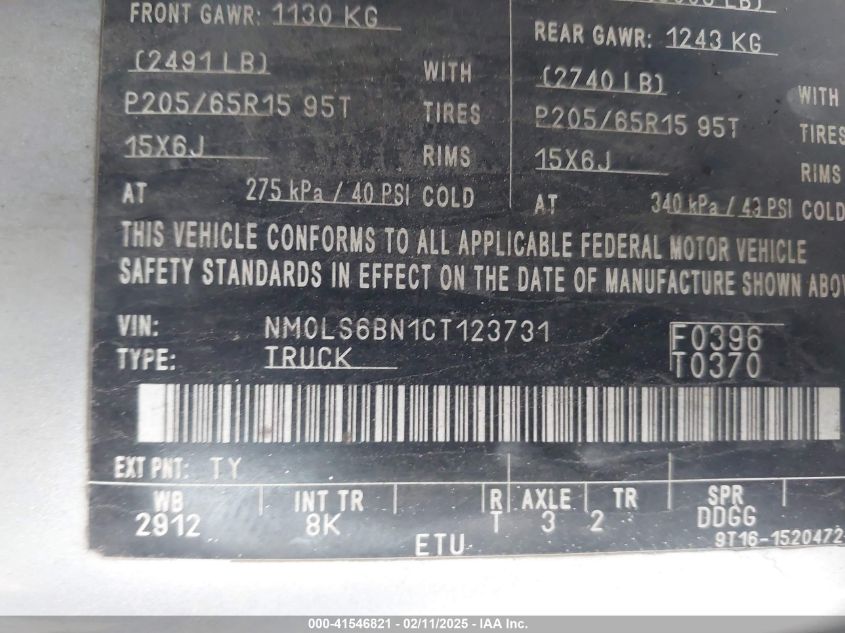 FRONT GAWR: 1130 KG
(2491 LB) WITH
P205/65R15 95T TIRES
15X6J RIMS
AT 275 kPa / 40 PSI COLD
REAR GAWR: 1243 KG
(2740 LB) WITH
P205/65R15 95T TIRES
15X6J RIMS
AT 340 kPa / 43 PSI COLD
THIS VEHICLE CONFORMS TO ALL APPLICABLE FEDERAL MOTOR VEHICLE
SAFETY STANDARDS IN EFFECT ON THE DATE OF MANUFACTURE SHOWN ABOV
VIN: NM0LS6BN1CT123731 F0396
TYPE: TRUCK T0370
EXT PNT: TY
WB INT TR R AXLE TR SPR
2912 8K T 3 2 DDGG
ETU 9T16-1520472-
000-41546821 - 02/11/2025 - IAA Inc.